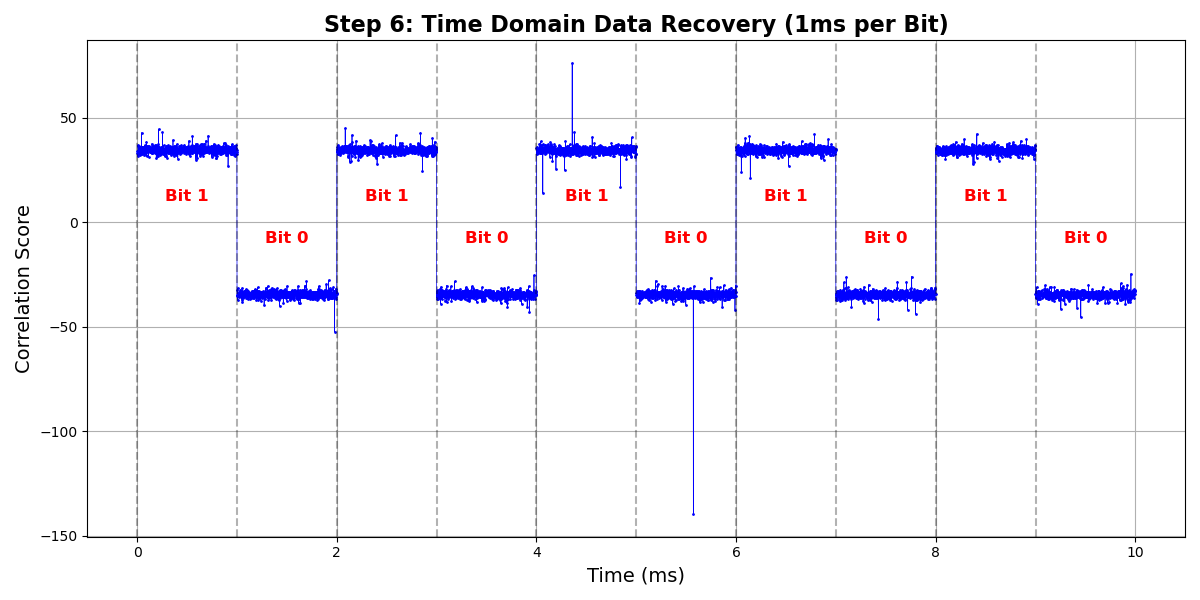 Step 6: Time Domain Data Recovery (1ms per Bit)
Correlation Score
50
0
−50
−100
−150
Bit 1
Bit 0
Bit 1
Bit 0
Bit 1
Bit 0
Bit 1
Bit 0
Bit 1
Bit 0
0
2
4
6
8
10
Time (ms)